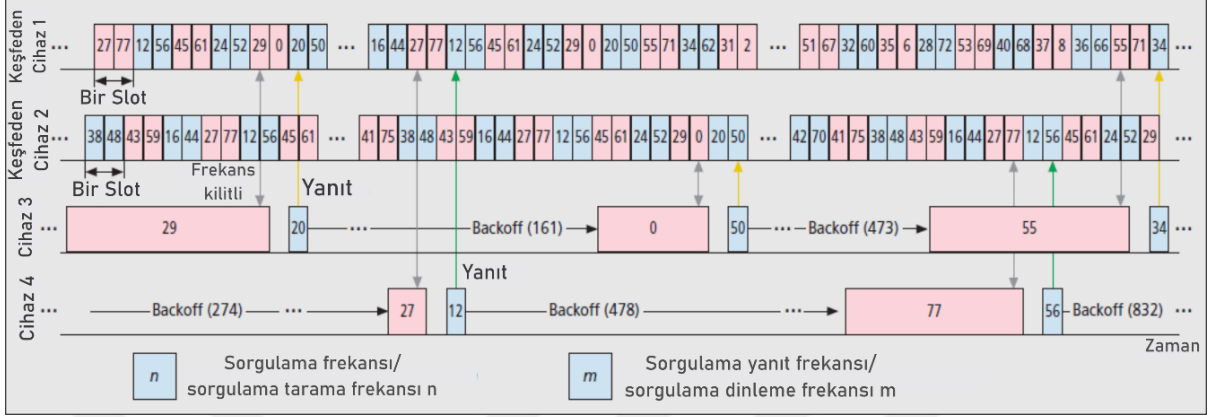 Keşfeden
Cihaz 1
... 27 77 12 56 45 61 24 52 29 0 20 50 ... 16 44 27 77 12 56 45 61 24 52 29 0 20 50 55 71 34 62 31 2 ... 51 67 32 60 35 6 28 72 53 69 40 68 37 8 36 66 55 71 34 ...
Bir Slot
Keşfeden
Cihaz 2
... 38 48 43 59 16 44 27 77 12 56 45 61 ... 41 75 38 48 43 59 16 44 27 77 12 56 45 61 24 52 29 0 20 50 ... 42 70 41 75 38 48 43 59 16 44 27 77 12 56 45 61 24 52 29
Bir Slot
Frekans
kilitli
Yanıt
Cihaz 3
... 29 20 ... Backoff (161) 0 50 ... Backoff (473) 55 34 ...
Yanıt
Cihaz 4
... Backoff (274) ... 27 12 Backoff (478) ... 77 56 Backoff (832) ...
Zaman
n
Sorgulama frekansı/
sorgulama tarama frekansı n
m
Sorgulama yanıt frekansı/
sorgulama dinleme frekansı m